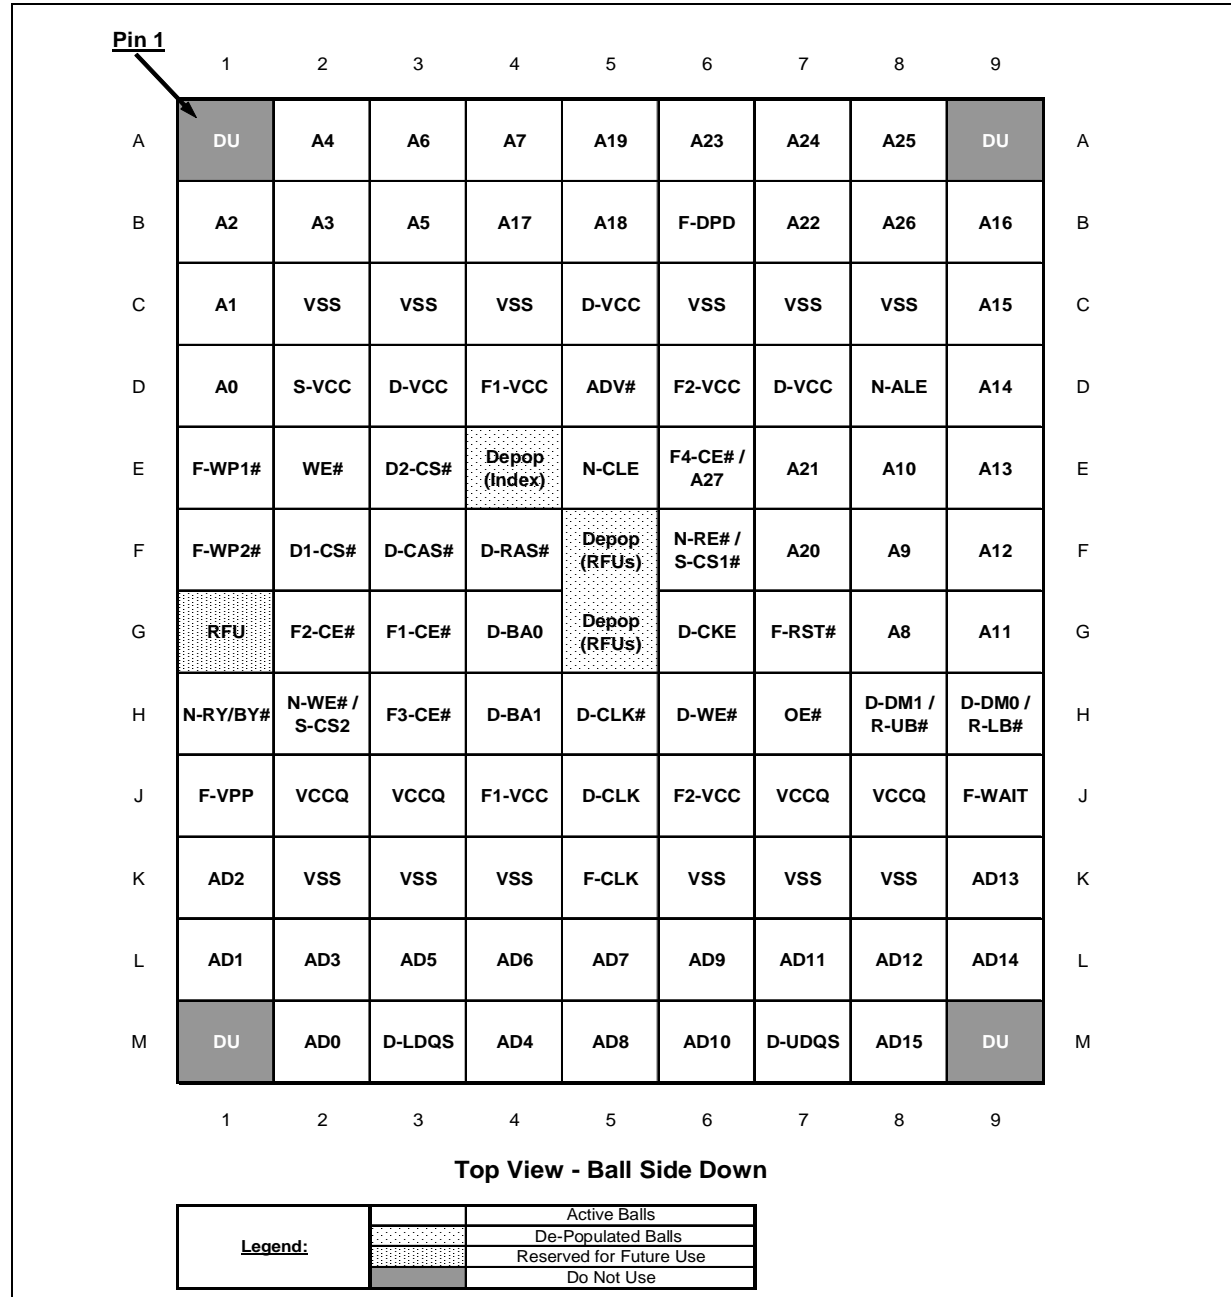 Pin 1
1 2 3 4 5 6 7 8 9
A DU A4 A6 A7 A19 A23 A24 A25 DU A
B A2 A3 A5 A17 A18 F-DPD A22 A26 A16 B
C A1 VSS VSS VSS D-VCC VSS VSS VSS A15 C
D A0 S-VCC D-VCC F1-VCC ADV# F2-VCC D-VCC N-ALE A14 D
E F-WP1# WE# D2-CS# Depop (Index) N-CLE F4-CE# / A27 A21 A10 A13 E
F F-WP2# D1-CS# D-CAS# D-RAS# Depop (RFUs) N-RE# / S-CS1# A20 A9 A12 F
G RFU F2-CE# F1-CE# D-BA0 Depop (RFUs) D-CKE F-RST# A8 A11 G
H N-RY/BY# N-WE# / S-CS2 F3-CE# D-BA1 D-CLK# D-WE# OE# D-DM1 / R-UB# D-DM0 / R-LB# H
J F-VPP VCCQ VCCQ F1-VCC D-CLK F2-VCC VCCQ VCCQ F-WAIT J
K AD2 VSS VSS VSS F-CLK VSS VSS VSS AD13 K
L AD1 AD3 AD5 AD6 AD7 AD9 AD11 AD12 AD14 L
M DU AD0 D-LDQS AD4 AD8 AD10 D-UDQS AD15 DU M
1 2 3 4 5 6 7 8 9
Top View - Ball Side Down
Legend:
Active Balls
De-Populated Balls
Reserved for Future Use
Do Not Use